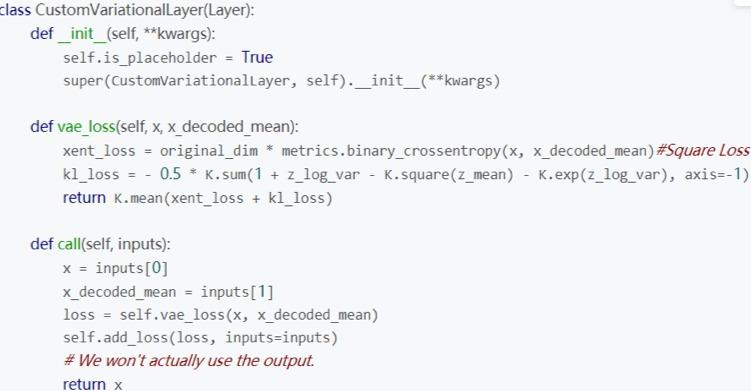 class CustomVariationalLayer(Layer):
def __init__(self, **kwargs):
self.is_placeholder = True
super(CustomVariationalLayer, self).__init__(**kwargs)
def vae_loss(self, x, x_decoded_mean):
xent_loss = original_dim * metrics.binary_crossentropy(x, x_decoded_mean)#Square Loss
kl_loss = - 0.5 * K.sum(1 + z_log_var - K.square(z_mean) - K.exp(z_log_var), axis=-1)
return K.mean(xent_loss + kl_loss)
def call(self, inputs):
x = inputs[0]
x_decoded_mean = inputs[1]
loss = self.vae_loss(x, x_decoded_mean)
self.add_loss(loss, inputs=inputs)
# We won't actually use the output.
return x